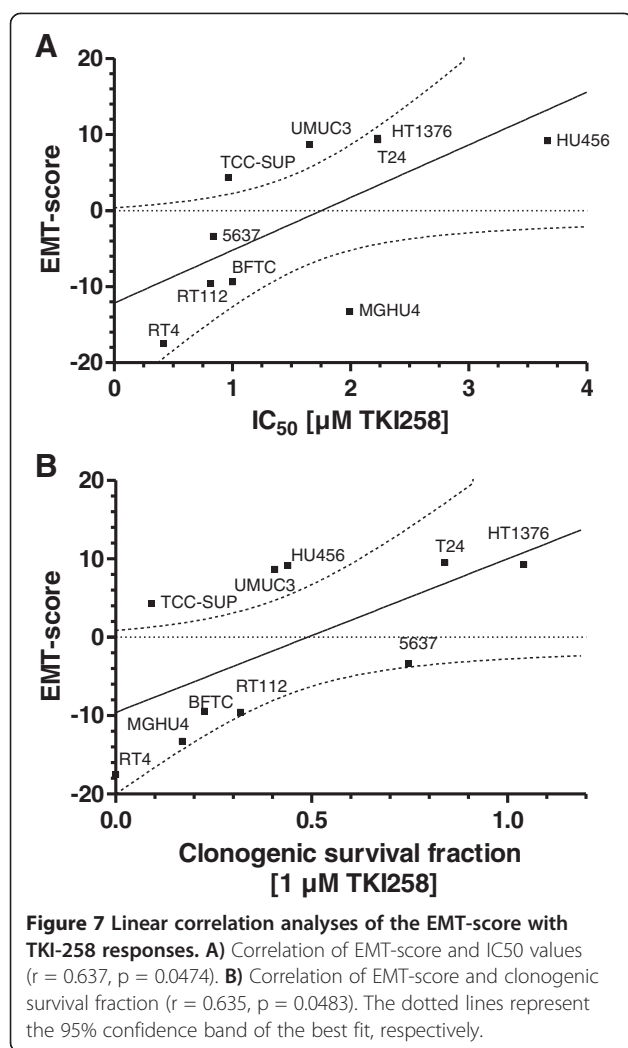 A
20
10
0
-10
-20
EMT-score
UMUC3
HT1376
TCC-SUP
T24
HU456
5637
BFTC
RT112
MGHU4
RT4
0 1 2 3 4
IC50 [µM TKI258]
B
20
10
0
-10
-20
EMT-score
HT1376
T24
HU456
UMUC3
TCC-SUP
5637
RT112
BFTC
MGHU4
RT4
0.0 0.5 1.0
Clonogenic survival fraction
[1 µM TKI258]
Figure 7 Linear correlation analyses of the EMT-score with
TKI-258 responses. A) Correlation of EMT-score and IC50 values
(r = 0.637, p = 0.0474). B) Correlation of EMT-score and clonogenic
survival fraction (r = 0.635, p = 0.0483). The dotted lines represent
the 95% confidence band of the best fit, respectively.